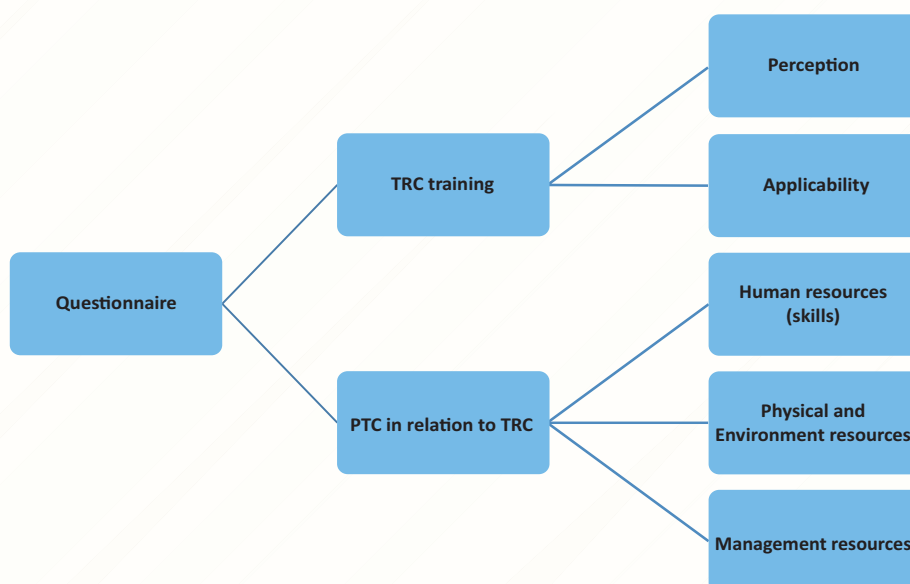 Questionnaire
TRC training
PTC in relation to TRC
Perception
Applicability
Human resources
(skills)
Physical and
Environment resources
Management resources